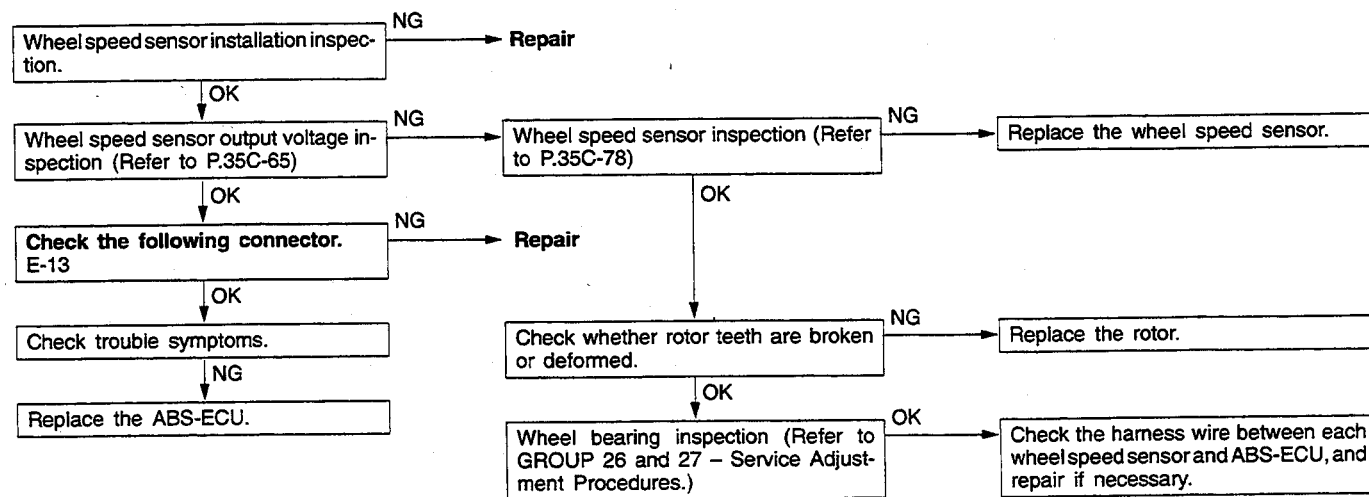 NG
Wheel speed sensor installation inspec-
tion.
Repair
OK
NG
NG
Wheel speed sensor output voltage in-
spection (Refer to P.35C-65)
Wheel speed sensor inspection (Refer
to P.35C-78)
Replace the wheel speed sensor.
OK
OK
NG
Check the following connector.
E-13
Repair
OK
NG
Check trouble symptoms.
Check whether rotor teeth are broken
or deformed.
Replace the rotor.
NG
OK
Replace the ABS-ECU.
OK
Wheel bearing inspection (Refer to
GROUP 26 and 27 – Service Adjust-
ment Procedures.)
Check the harness wire between each
wheel speed sensor and ABS-ECU, and
repair if necessary.